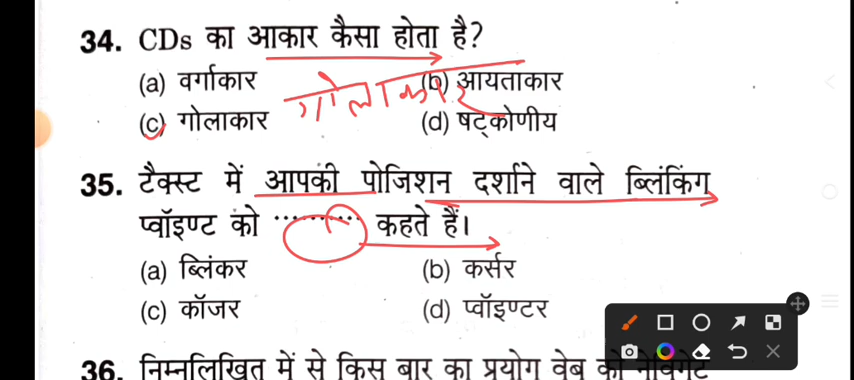 34. CDs का आकार कैसा होता है?
(a) वर्गाकार (b) आयताकार
गोलाकार
(c) गोलाकार (d) षट्कोणीय
35. टैक्स्ट में आपकी पोजिशन दर्शाने वाले ब्लिंकिंग
प्वॉइण्ट को ............ कहते हैं।
(a) ब्लिंकर (b) कर्सर
(c) कॉजर (d) प्वॉइण्टर
36. निम्नलिखित में से किस बार का प्रयोग वेब को नेविगेट